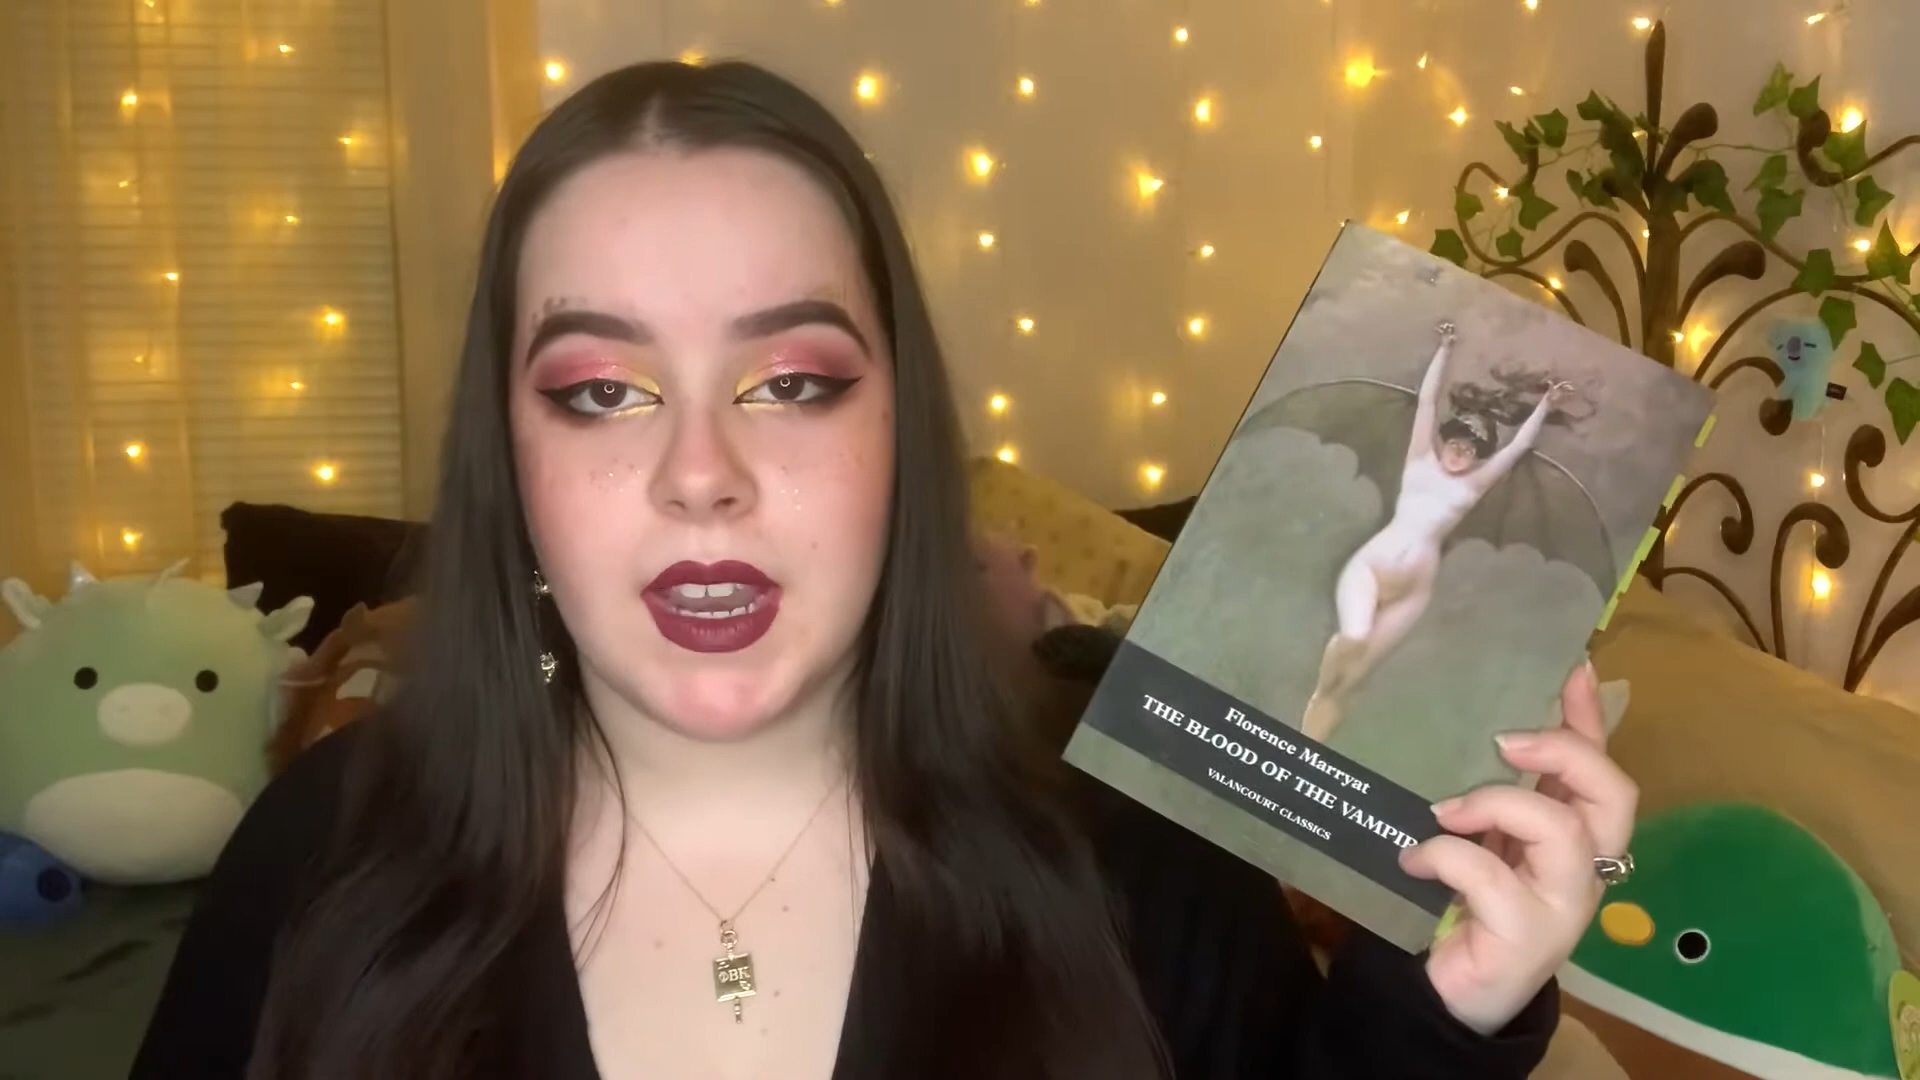 Florence Marryat
THE BLOOD OF THE VAMPIR
VALANCOURT CLASSICS
ΦBK